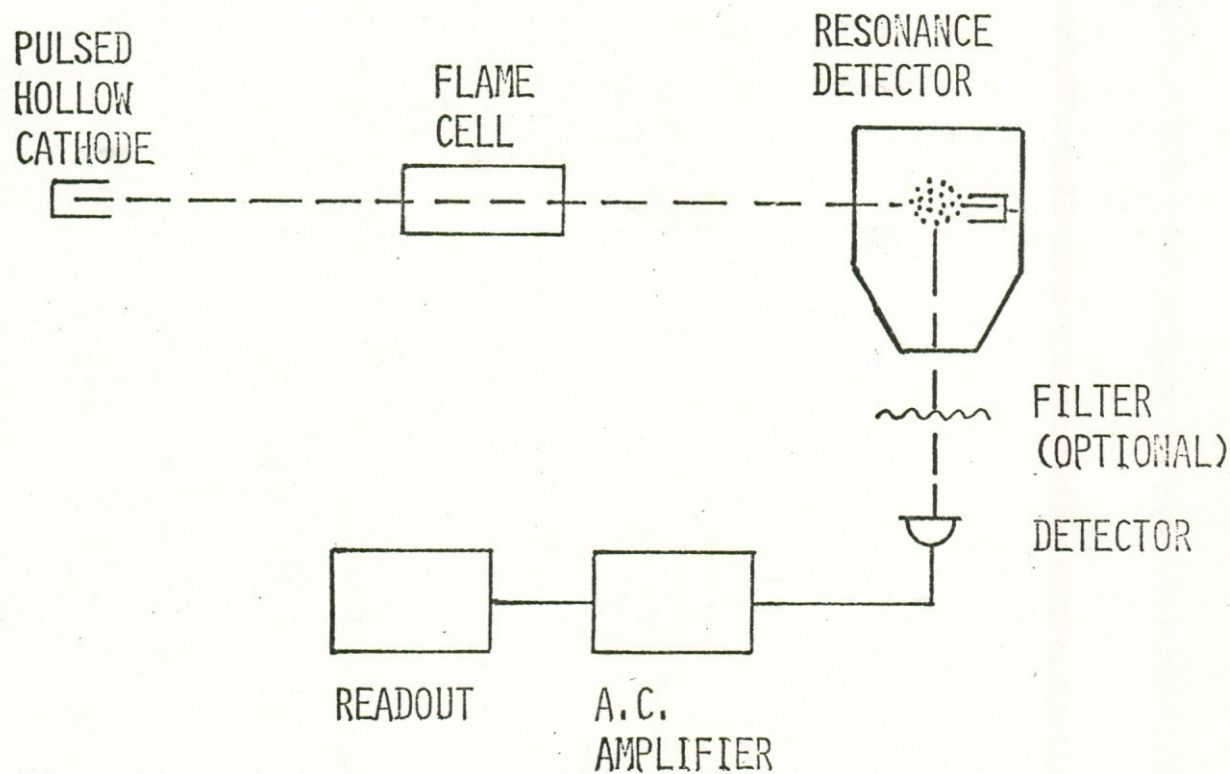 PULSED
HOLLOW
CATHODE
FLAME
CELL
RESONANCE
DETECTOR
FILTER
(OPTIONAL)
DETECTOR
READOUT
A.C.
AMPLIFIER